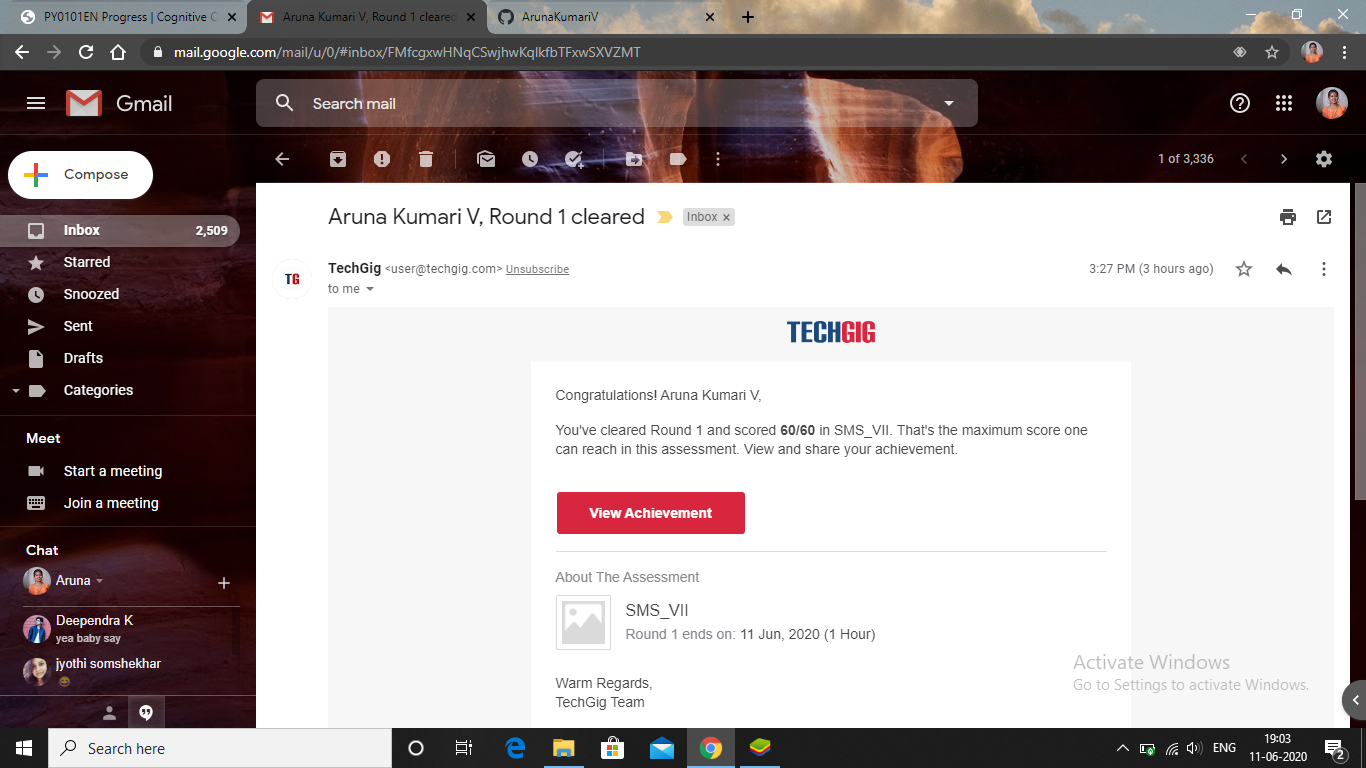 PY0101EN Progress | Cognitive C
Aruna Kumari V, Round 1 cleared
ArunaKumariV
mail.google.com/mail/u/0/#inbox/FMfcgxwHNqCSwjhwKqlkfbTFxwSXVZMT
Gmail
Search mail
Compose
1 of 3,336
Inbox 2,509
Starred
Snoozed
Sent
Drafts
Categories
Meet
Start a meeting
Join a meeting
Chat
Aruna
Deependra K
yea baby say
jyothi somshekhar
Aruna Kumari V, Round 1 cleared Inbox x
TG
TechGig <user@techgig.com> Unsubscribe 3:27 PM (3 hours ago)
to me
TECHGIG
Congratulations! Aruna Kumari V,
You've cleared Round 1 and scored 60/60 in SMS_VII. That's the maximum score one
can reach in this assessment. View and share your achievement.
View Achievement
About The Assessment
SMS_VII
Round 1 ends on: 11 Jun, 2020 (1 Hour)
Warm Regards,
TechGig Team
Activate Windows
Go to Settings to activate Windows.
Search here
ENG
19:03
11-06-2020
2